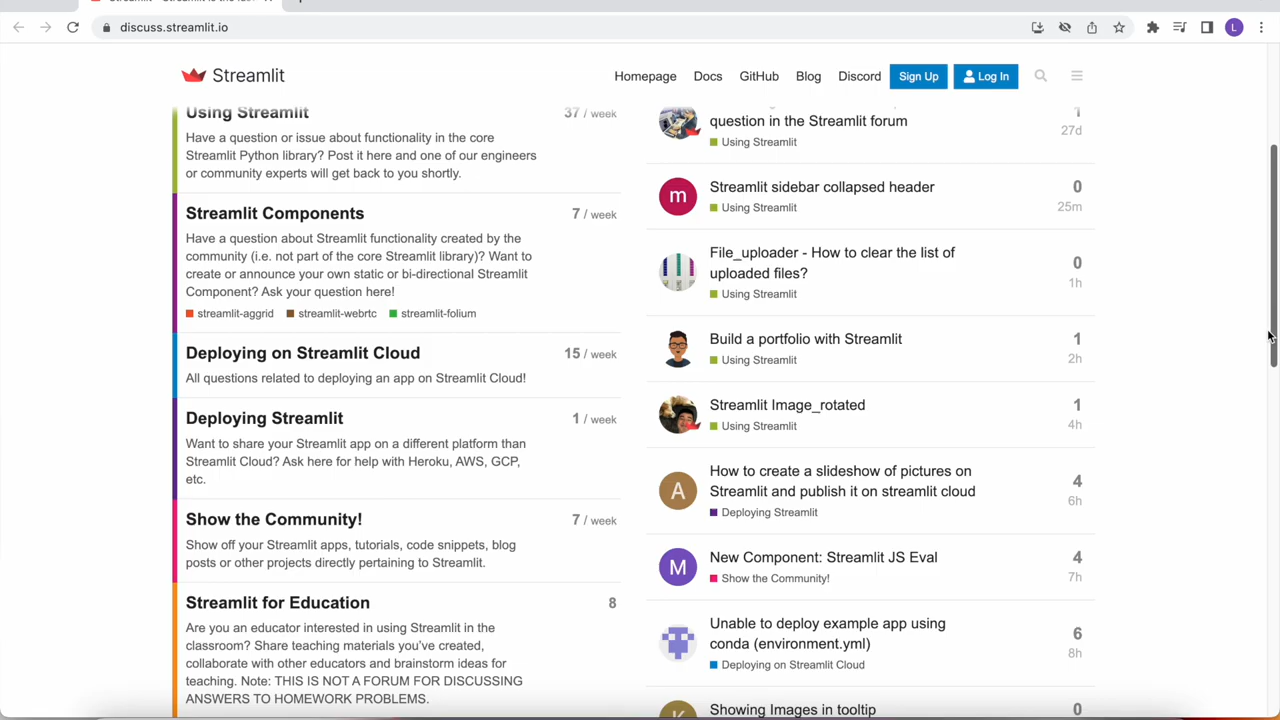 discuss.streamlit.io
L
Streamlit
Homepage
Docs
GitHub
Blog
Discord
Sign Up
Log In
Using Streamlit
37 / week
Have a question or issue about functionality in the core
Streamlit Python library? Post it here and one of our engineers
or community experts will get back to you shortly.
Streamlit Components
7 / week
Have a question about Streamlit functionality created by the
community (i.e. not part of the core Streamlit library)? Want to
create or announce your own static or bi-directional Streamlit
Component? Ask your question here!
streamlit-aggrid streamlit-webrtc streamlit-folium
Deploying on Streamlit Cloud
15 / week
All questions related to deploying an app on Streamlit Cloud!
Deploying Streamlit
1 / week
Want to share your Streamlit app on a different platform than
Streamlit Cloud? Ask here for help with Heroku, AWS, GCP,
etc.
Show the Community!
7 / week
Show off your Streamlit apps, tutorials, code snippets, blog
posts or other projects directly pertaining to Streamlit.
Streamlit for Education
8
Are you an educator interested in using Streamlit in the
classroom? Share teaching materials you've created,
collaborate with other educators and brainstorm ideas for
teaching. Note: THIS IS NOT A FORUM FOR DISCUSSING
ANSWERS TO HOMEWORK PROBLEMS.
question in the Streamlit forum
Using Streamlit
1
27d
m
Streamlit sidebar collapsed header
Using Streamlit
0
25m
File_uploader - How to clear the list of
uploaded files?
Using Streamlit
0
1h
Build a portfolio with Streamlit
Using Streamlit
1
2h
Streamlit Image_rotated
Using Streamlit
1
4h
A
How to create a slideshow of pictures on
Streamlit and publish it on streamlit cloud
Deploying Streamlit
4
6h
M
New Component: Streamlit JS Eval
Show the Community!
4
7h
Unable to deploy example app using
conda (environment.yml)
Deploying on Streamlit Cloud
6
8h
Showing Images in tooltip
0